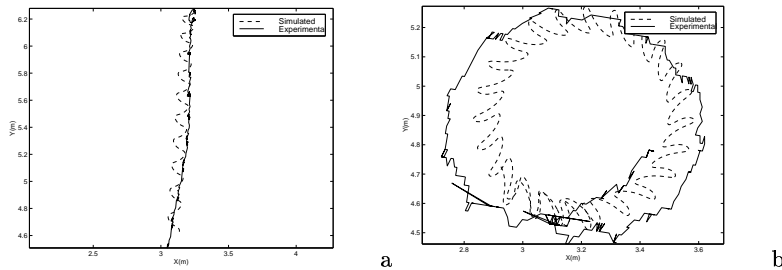 Simulated
Experimental
6.2
6
5.8
5.6
5.4
5.2
5
4.8
4.6
Y(m)
2.5
3
3.5
4
X(m)
a
Simulated
Experimental
5.2
5.1
5
4.9
4.8
4.7
4.6
4.5
Y(m)
2.8
3
3.2
3.4
3.6
X(m)
b